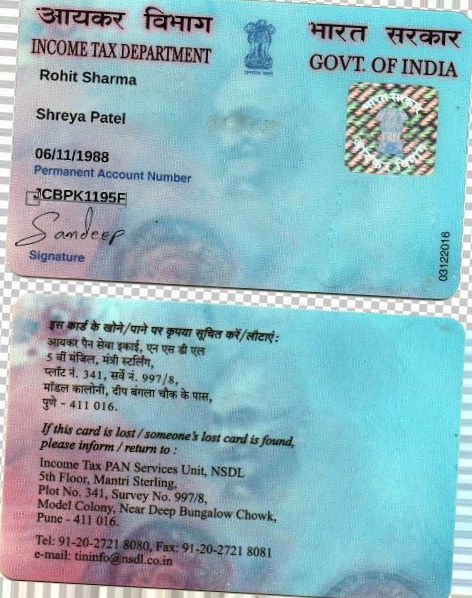 आयकर विभाग
INCOME TAX DEPARTMENT
भारत सरकार
GOVT. OF INDIA
Rohit Sharma
Shreya Patel
06/11/1988
Permanent Account Number
JCBPK1195F
Sandeep
Signature
03122016
भारत सरकार
आयकर विभाग
इस कार्ड के खोने/पाने पर कृपया सूचित करें/लौटाएं :
आयकर पैन सेवा इकाई, एन एस डी एल
5 वीं मंजिल, मंत्री स्टर्लिंग,
प्लॉट नं. 341, सर्वे नं. 997/8,
मॉडल कालोनी, दीप बंगला चौक के पास,
पुणे - 411 016.
If this card is lost / someone's lost card is found,
please inform / return to :
Income Tax PAN Services Unit, NSDL
5th Floor, Mantri Sterling,
Plot No. 341, Survey No. 997/8,
Model Colony, Near Deep Bungalow Chowk,
Pune - 411 016.
Tel: 91-20-2721 8080, Fax: 91-20-2721 8081
e-mail: tininfo@nsdl.co.in